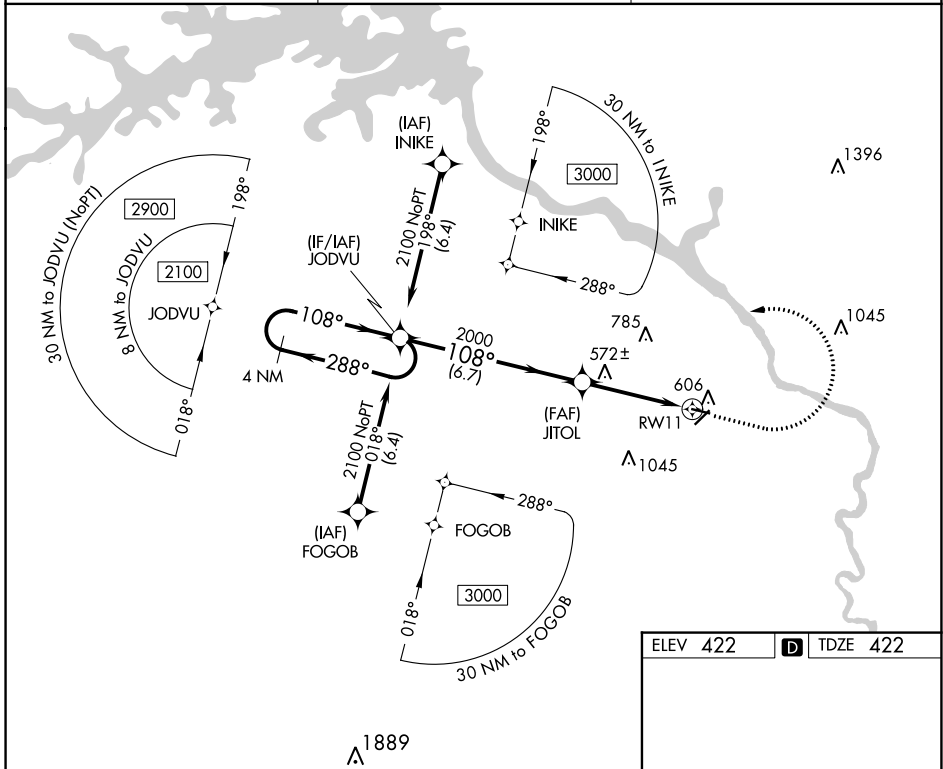 (IAF)
INIKE
2100 NoPT
198°
(6.4)
30 NM to INIKE
198°
3000
INIKE
288°
1396
30 NM to JODVU (NoPT)
2900
198°
8 NM to JODVU
2100
JODVU
018°
(IF/IAF)
JODVU
108°
288°
4 NM
2000
108°
(6.7)
785
572±
1045
(FAF)
JITOL
606
RW11
1045
2100 NoPT
018°
(6.4)
(IAF)
FOGOB
288°
FOGOB
018°
3000
30 NM to FOGOB
1889
ELEV 422 D TDZE 422